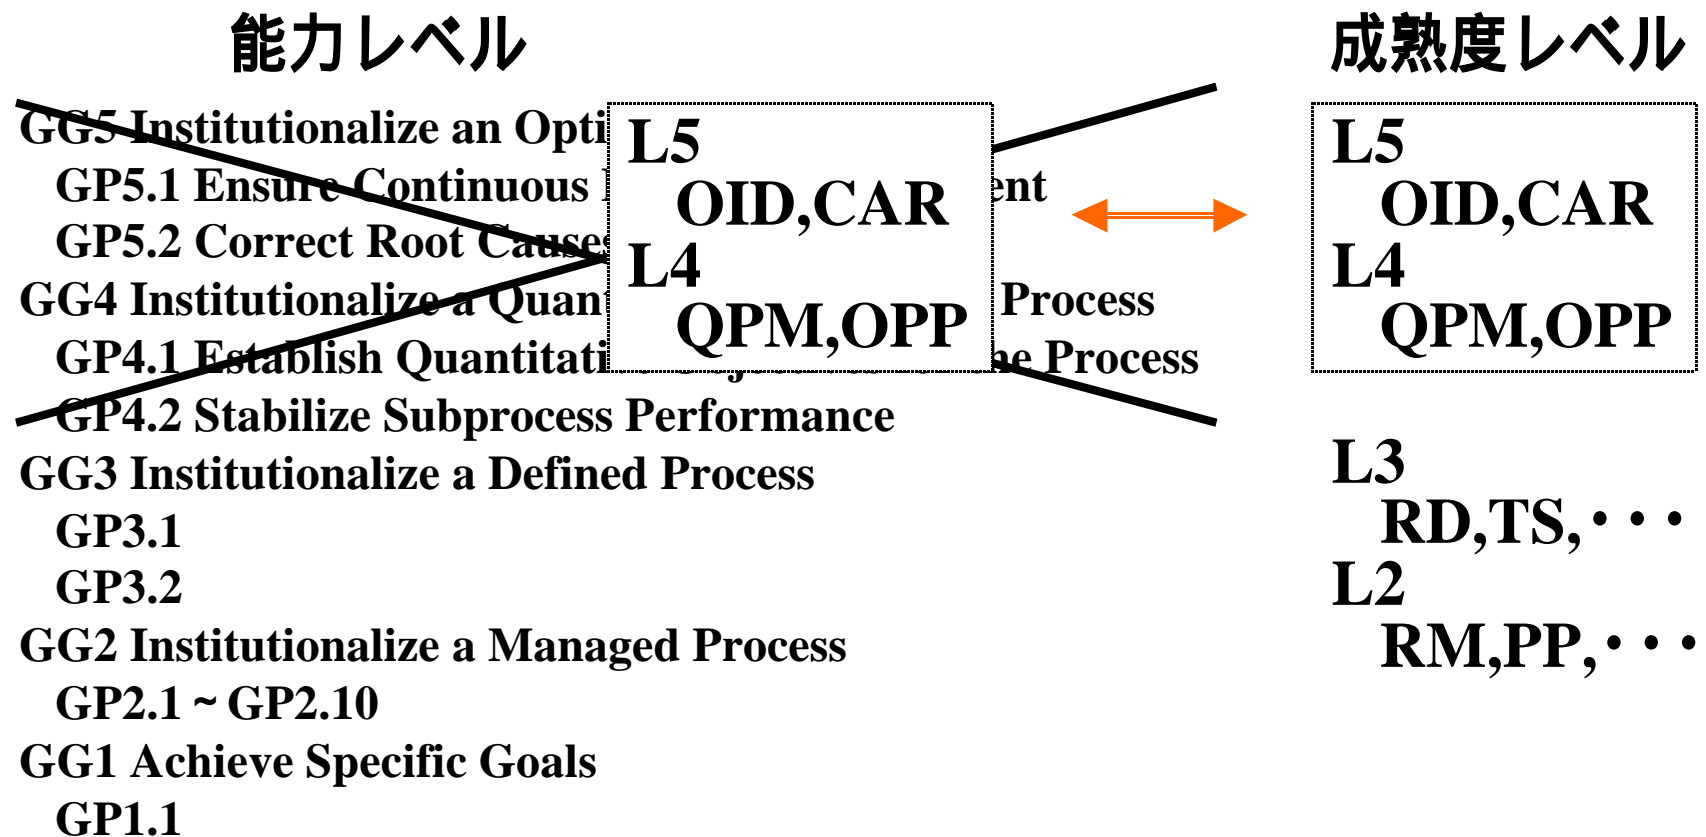 能力レベル
GG5 Institutionalize an Opti
GP5.1 Ensure Continuous
ent
GP5.2 Correct Root Causes
GG4 Institutionalize a Quant
Process
GP4.1 Establish Quantitati
the Process
GP4.2 Stabilize Subprocess Performance
GG3 Institutionalize a Defined Process
GP3.1
GP3.2
GG2 Institutionalize a Managed Process
GP2.1 ~ GP2.10
GG1 Achieve Specific Goals
GP1.1
L5
OID,CAR
L4
QPM,OPP
成熟度レベル
L5
OID,CAR
L4
QPM,OPP
L3
RD,TS,・・・
L2
RM,PP,・・・